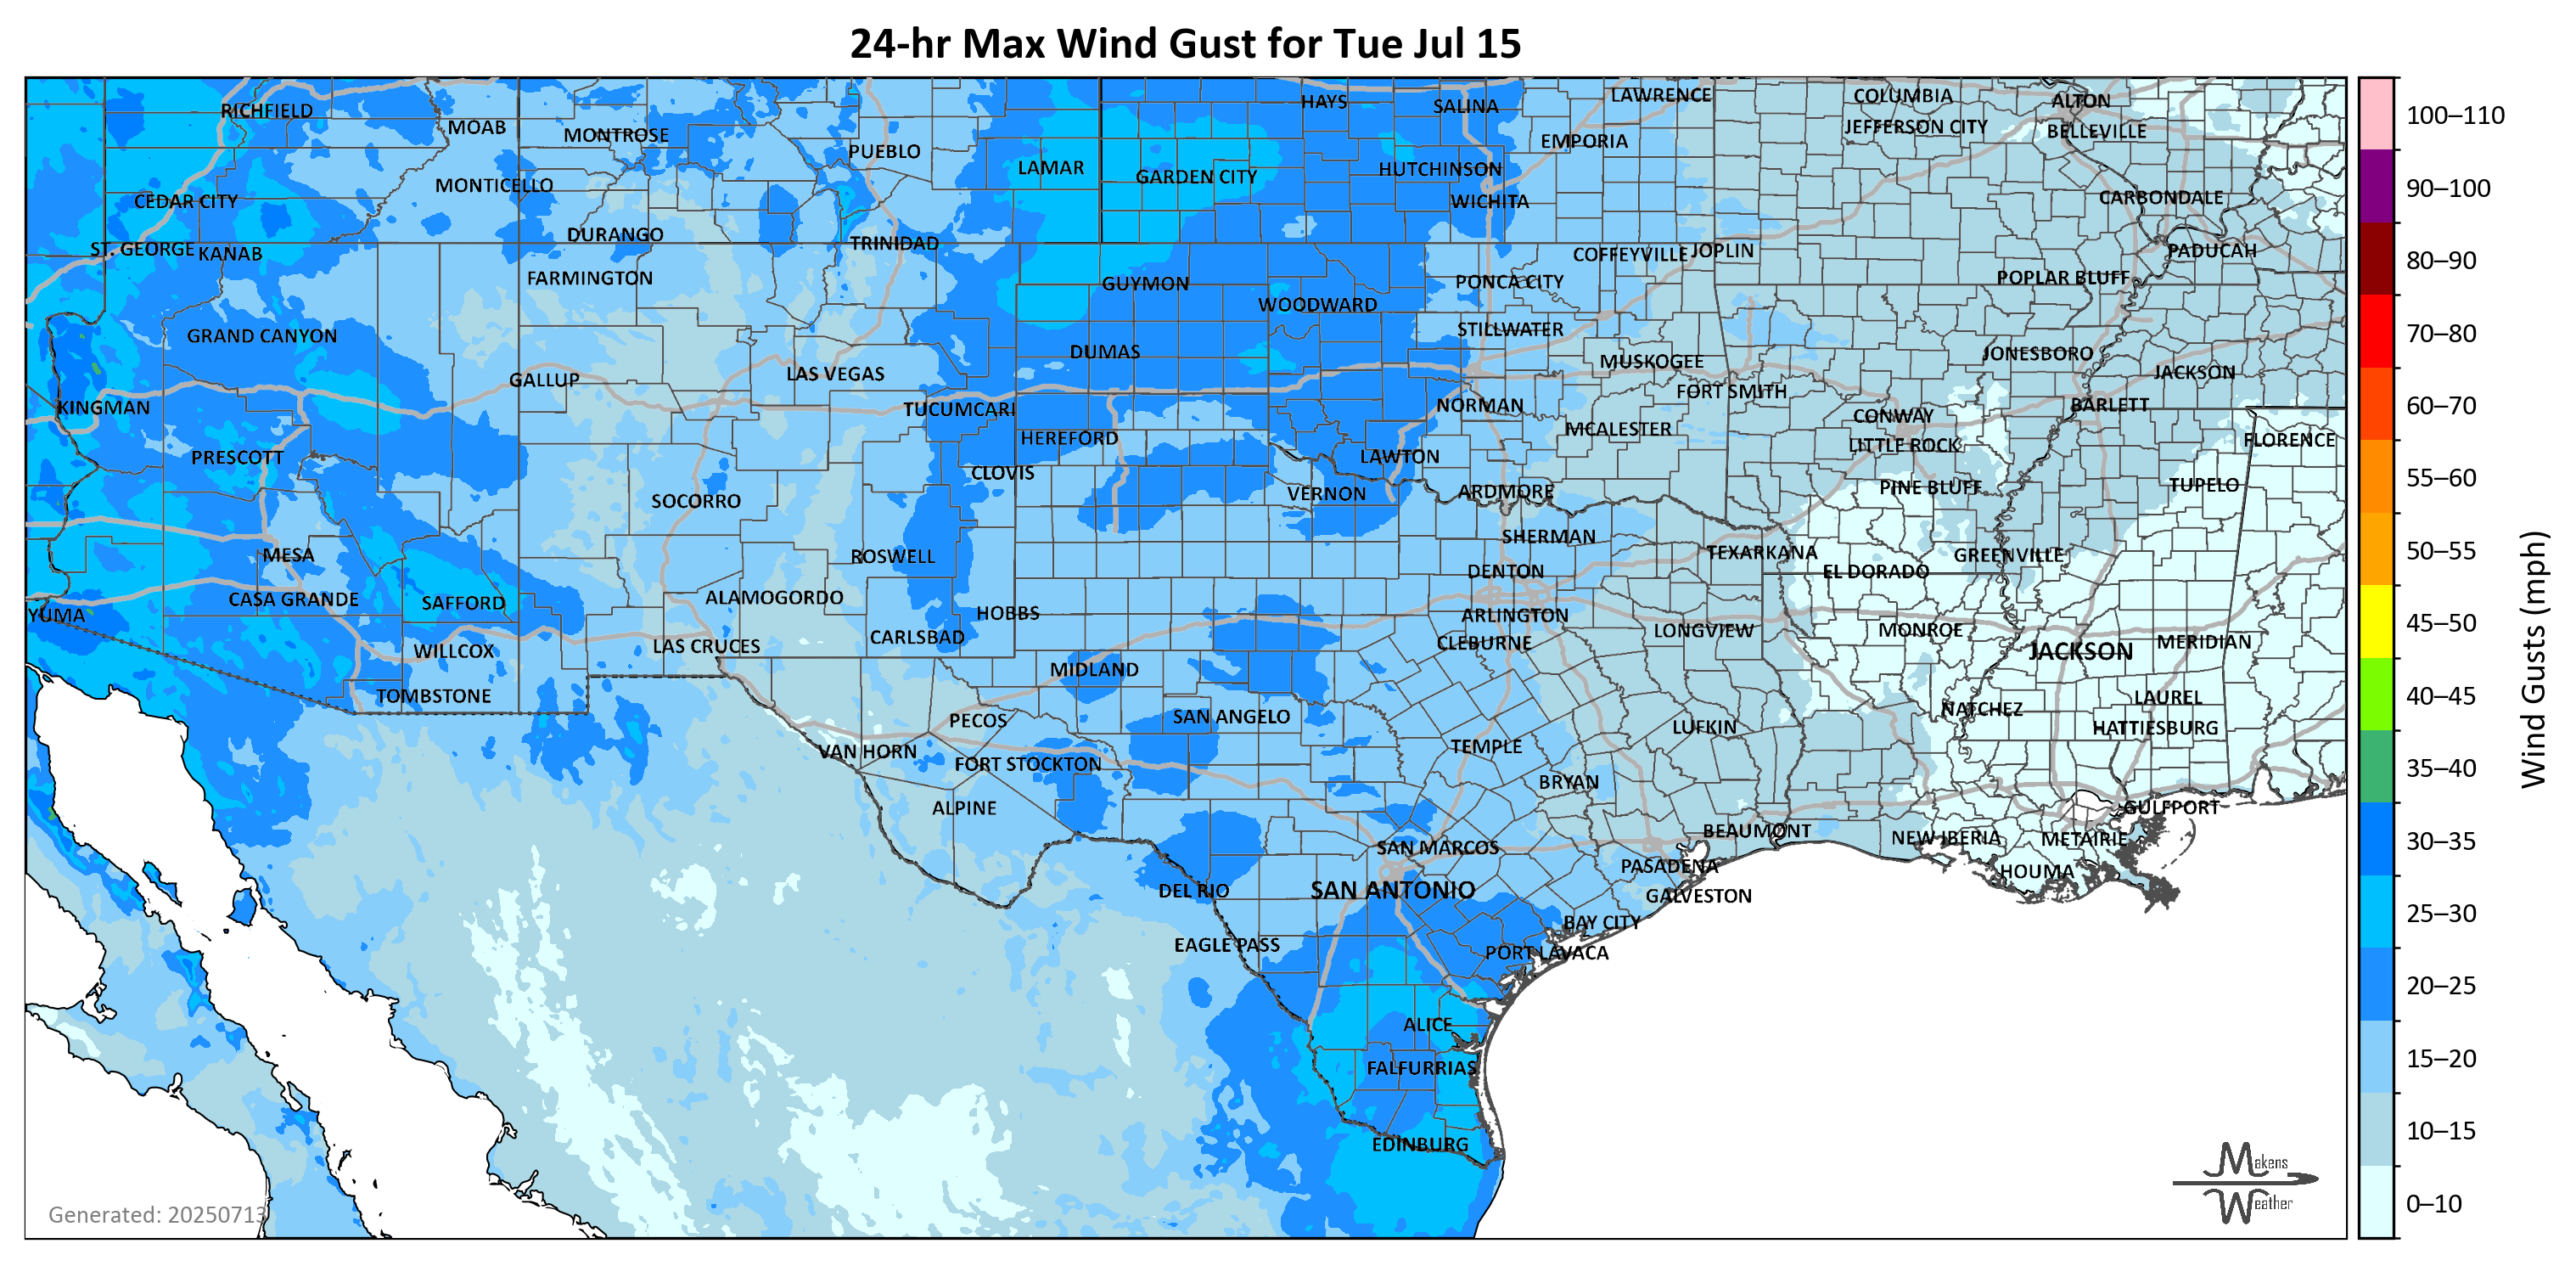 24-hr Max Wind Gust for Tue Jul 15
RICHFIELD
MOAB
MONTROSE
PUEBLO
LAMAR
HAYS
SALINA
LAWRENCE
COLUMBIA
ALTON
EMPORIA
JEFFERSON CITY
BELLEVILLE
CEDAR CITY
MONTICELLO
GARDEN CITY
HUTCHINSON
WICHITA
CARBONDALE
ST. GEORGE
KANAB
DURANGO
TRINIDAD
COFFEYVILLE
JOPLIN
PADUCAH
FARMINGTON
GUYMON
WOODWARD
PONCA CITY
POPLAR BLUFF
GRAND CANYON
DUMAS
STILLWATER
MUSKOGEE
JONESBORO
GALLUP
LAS VEGAS
FORT SMITH
JACKSON
KINGMAN
TUCUMCARI
NORMAN
CONWAY
BARLETT
HEREFORD
MCALESTER
LITTLE ROCK
FLORENCE
PRESCOTT
CLOVIS
LAWTON
SOCORRO
VERNON
ARDMORE
PINE BLUFF
TUPELO
MESA
ROSWELL
SHERMAN
TEXARKANA
GREENVILLE
DENTON
EL DORADO
YUMA
CASA GRANDE
SAFFORD
ALAMOGORDO
HOBBS
ARLINGTON
WILLCOX
LAS CRUCES
CARLSBAD
CLEBURNE
LONGVIEW
MONROE
JACKSON
MERIDIAN
TOMBSTONE
MIDLAND
LAUREL
PECOS
SAN ANGELO
NATCHEZ
HATTIESBURG
VAN HORN
FORT STOCKTON
TEMPLE
LUFKIN
ALPINE
BRYAN
GULFPORT
SAN MARCOS
BEAUMONT
NEW IBERIA
METAIRIE
DEL RIO
SAN ANTONIO
PASADENA
HOUMA
GALVESTON
EAGLE PASS
BAY CITY
PORT LAVACA
ALICE
FALFURRIAS
EDINBURG
Generated: 20250713
Makens
Weather
100–110
90–100
80–90
70–80
60–70
55–60
50–55
45–50
40–45
35–40
30–35
25–30
20–25
15–20
10–15
0–10
Wind Gusts (mph)